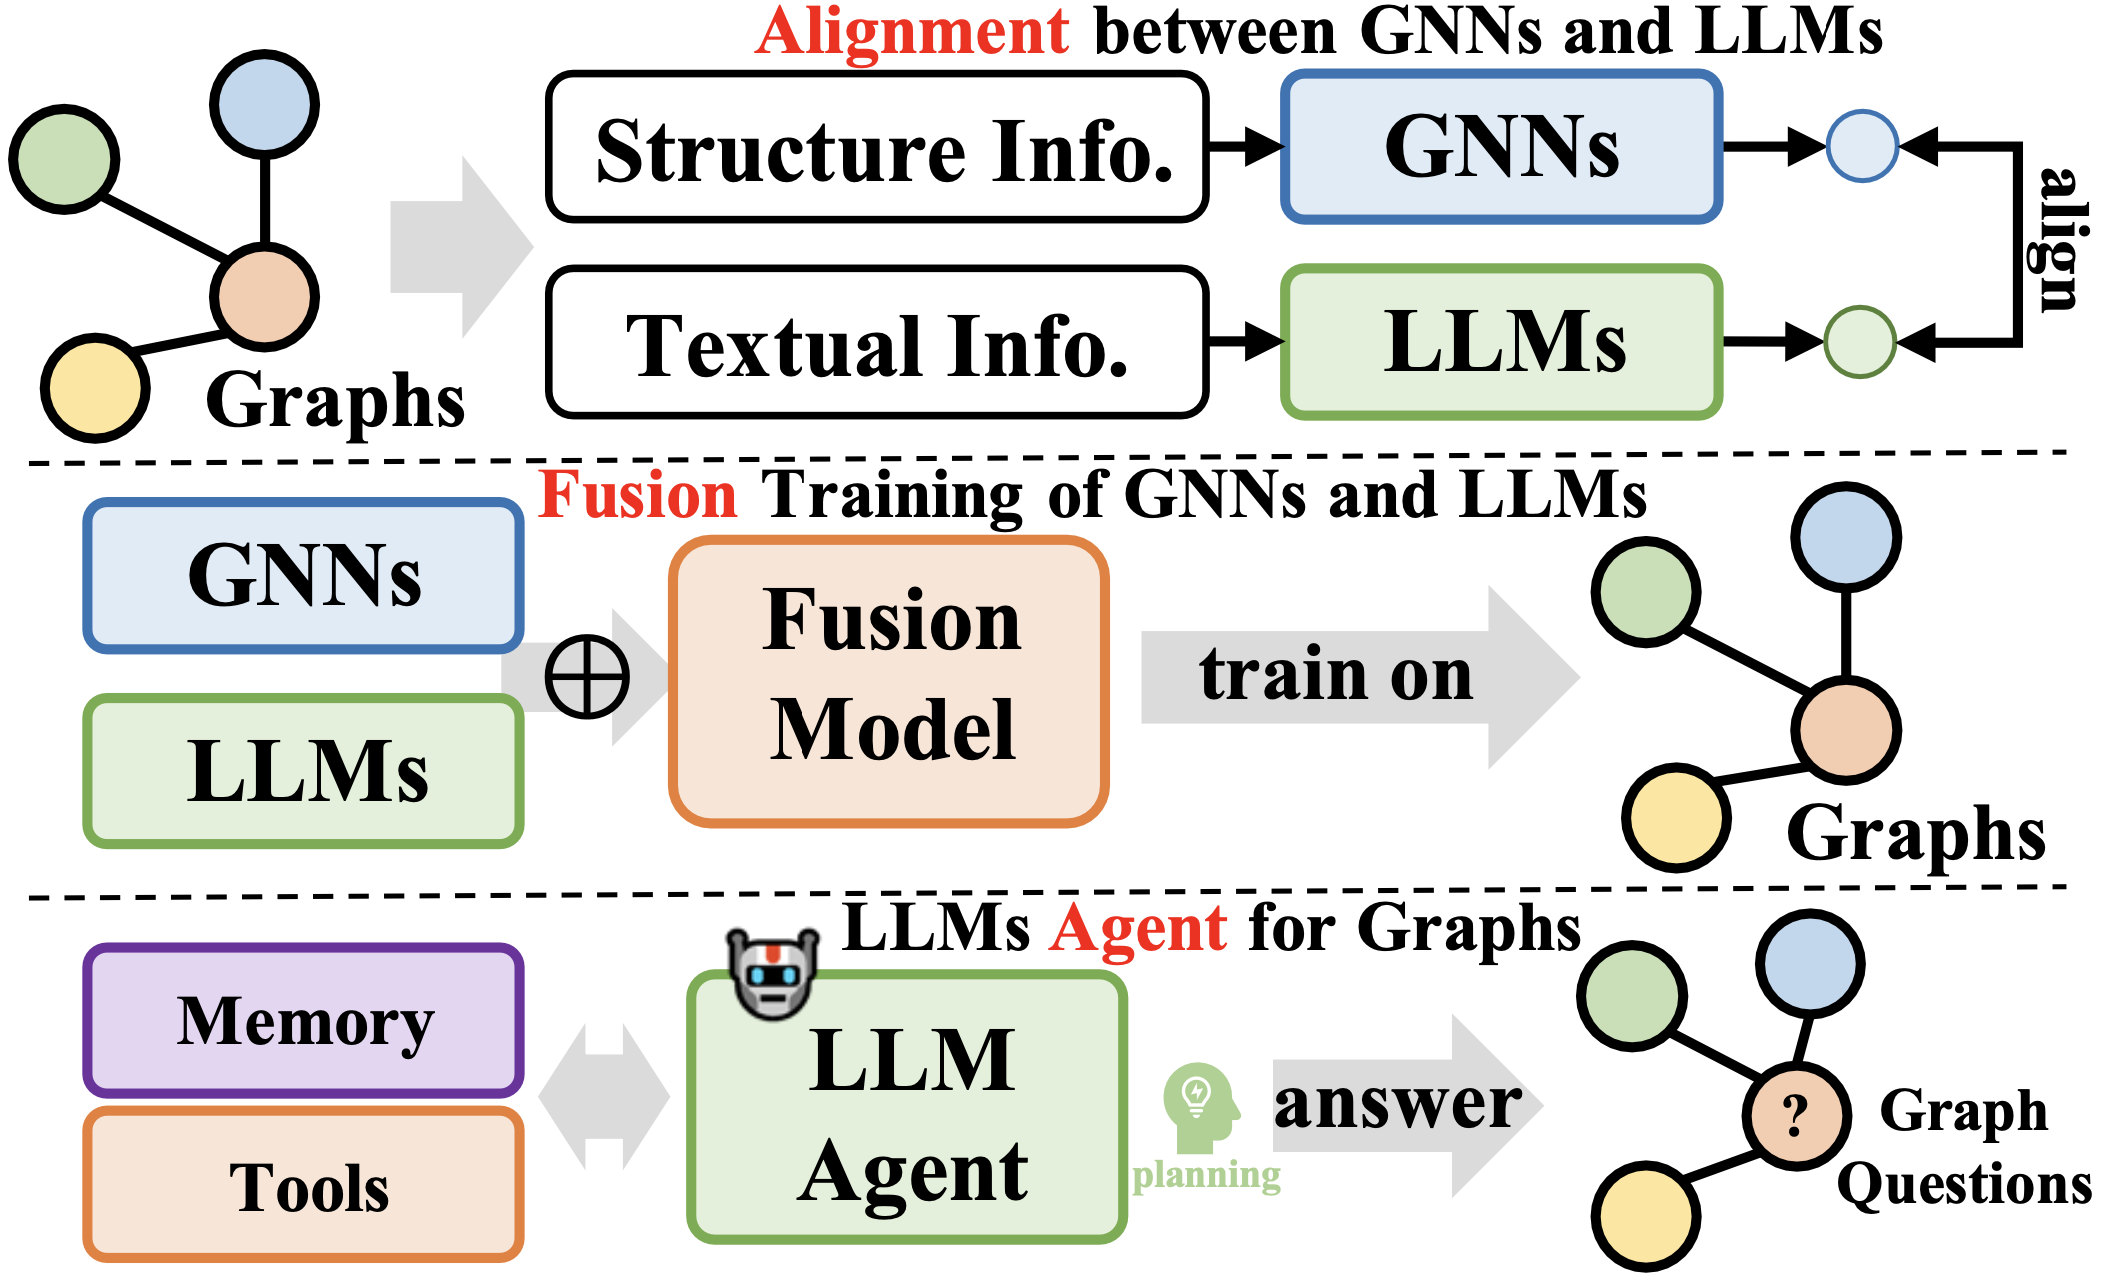 Alignment between GNNs and LLMs
Structure Info.
GNNs
Textual Info.
LLMs
align
Graphs
Fusion Training of GNNs and LLMs
GNNs
LLMs
Fusion
Model
train on
Graphs
LLMs Agent for Graphs
Memory
Tools
LLM
Agent
planning
answer
?
Graph
Questions